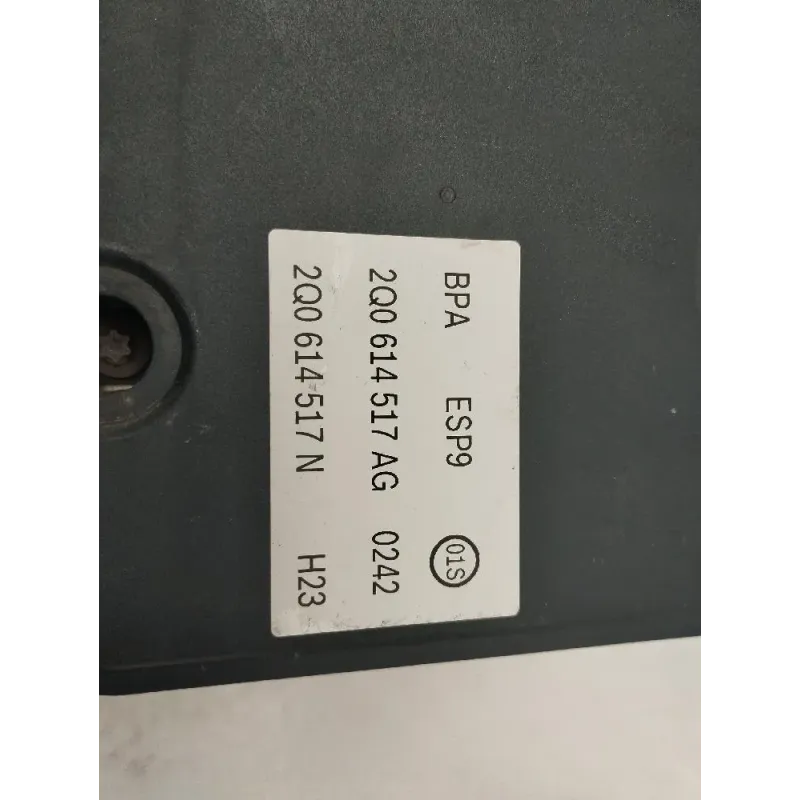 BPA ESP9 01S
2Q0 614 517 AG 0242
2Q0 614 517 N H23